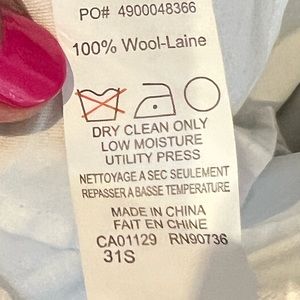 PO# 4900048366
100% Wool-Laine
DRY CLEAN ONLY
LOW MOISTURE
UTILITY PRESS
NETTOYAGE A SEC SEULEMENT
REPASSER A BASSE TEMPERATURE
MADE IN CHINA
FAIT EN CHINE
CA01129 RN90736
31S